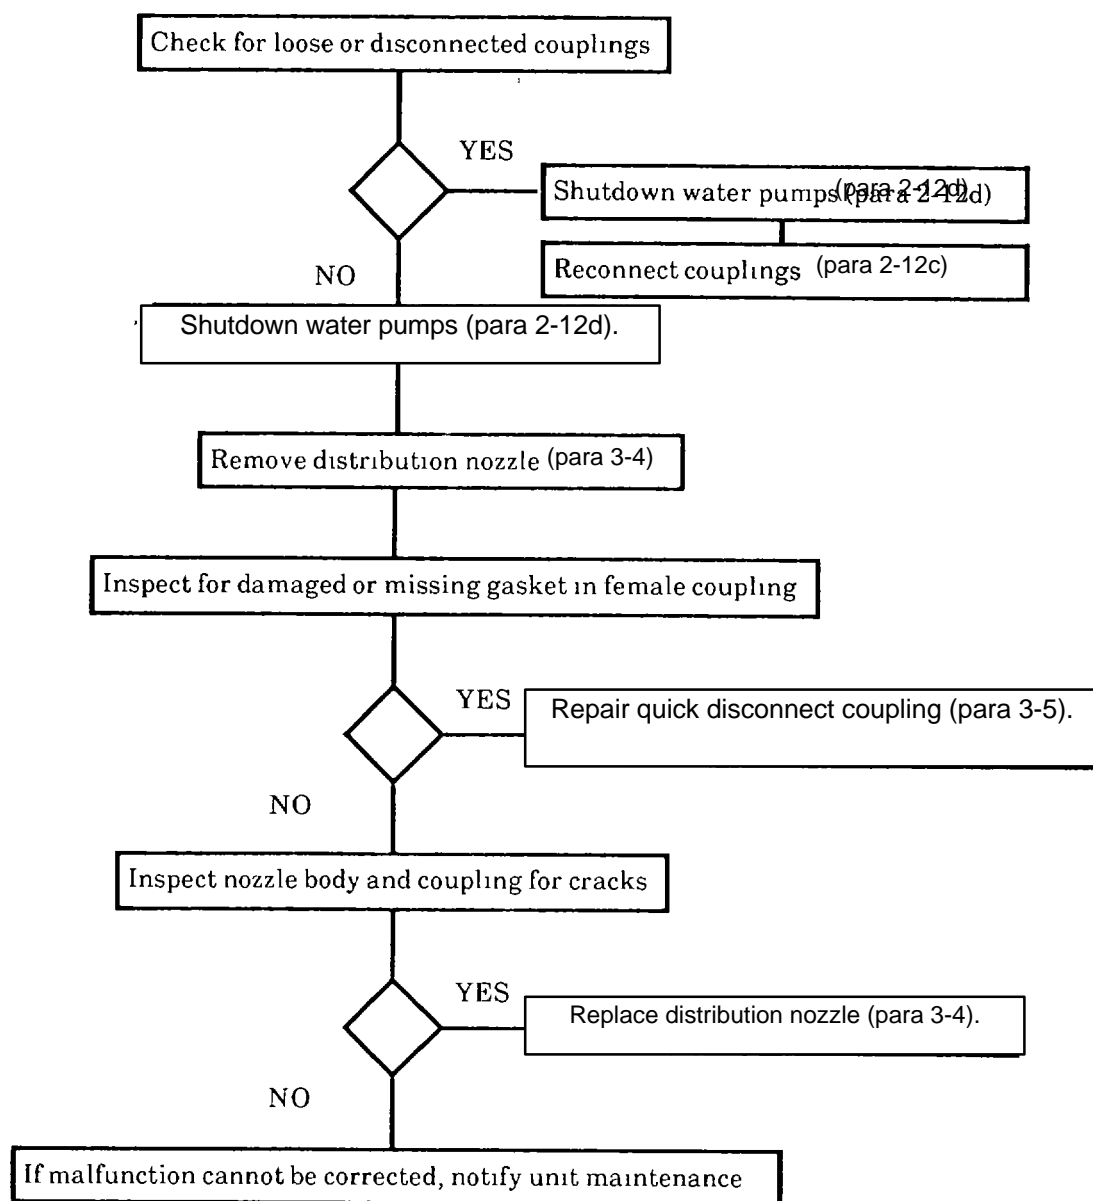 Check for loose or disconnected couplings
YES
Shutdown water pumps (para 2-12d)
Reconnect couplings (para 2-12c)
NO
Shutdown water pumps (para 2-12d).
Remove distribution nozzle (para 3-4)
Inspect for damaged or missing gasket in female coupling
YES
Repair quick disconnect coupling (para 3-5).
NO
Inspect nozzle body and coupling for cracks
YES
Replace distribution nozzle (para 3-4).
NO
If malfunction cannot be corrected, notify unit maintenance